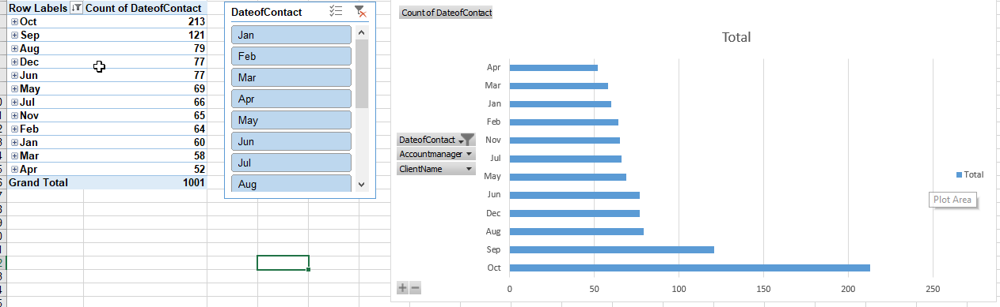 Row Labels Count of DateofContact
Oct 213
Sep 121
Aug 79
Dec 77
Jun 77
May 69
Jul 66
Nov 65
Feb 64
Jan 60
Mar 58
Apr 52
Grand Total 1001
DateofContact
Jan
Feb
Mar
Apr
May
Jun
Jul
Aug
Count of DateofContact
Total
DateofContact
Accountmanager
ClientName
Apr
Mar
Jan
Feb
Nov
Jul
May
Jun
Dec
Aug
Sep
Oct
0 50 100 150 200 250
Total
Plot Area